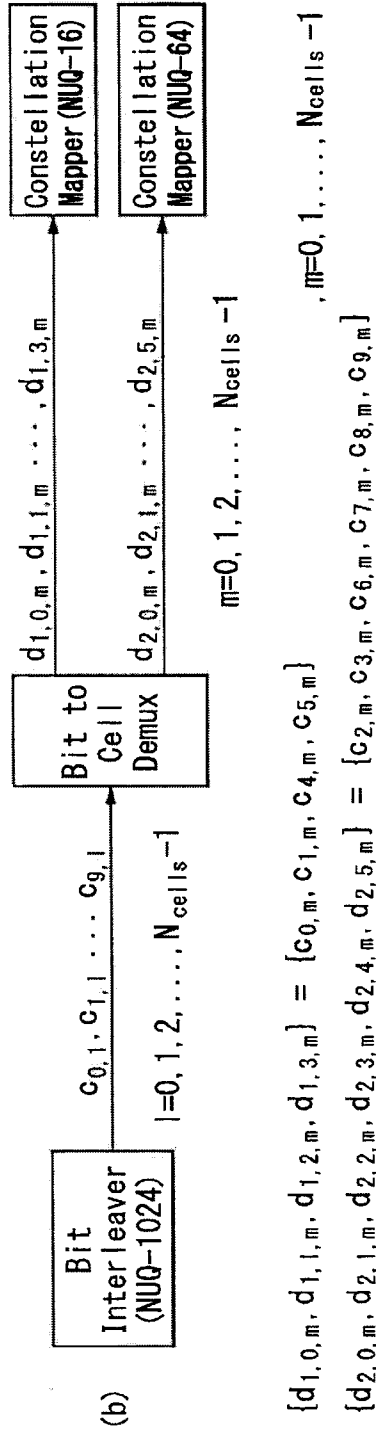 (b)
Bit
Interleaver
(NUQ-1024)
c0,l, c1,l ··· c9,l
l=0, 1, 2, ..., Ncells-1
Bit to
Cell
Demux
d1,0,m, d1,1,m ···, d1,3,m
d2,0,m, d2,1,m ···, d2,5,m
m=0, 1, 2, ..., Ncells-1
Constellation
Mapper (NUQ-16)
Constellation
Mapper (NUQ-64)
{d1,0,m, d1,1,m, d1,2,m, d1,3,m} = {c0,m, c1,m, c4,m, c5,m}
, m=0, 1, ..., Ncells-1
{d2,0,m, d2,1,m, d2,2,m, d2,3,m, d2,4,m, d2,5,m} = {c2,m, c3,m, c6,m, c7,m, c8,m, c9,m}